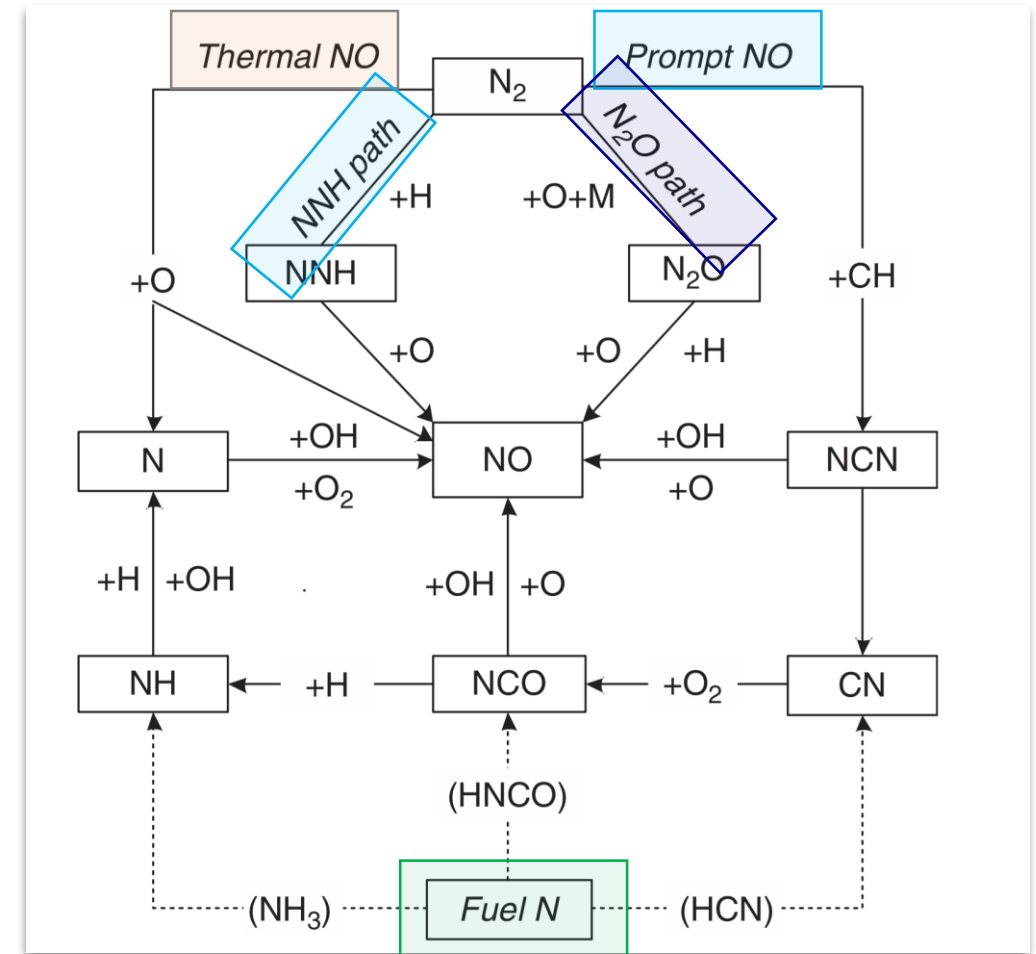 Thermal NO
Prompt NO
N₂
NNH path
N₂O path
+H
+O+M
NNH
N₂O
+O
+CH
+O
+O
+H
N
+OH
+O₂
NO
+OH
+O
NCN
+H
+OH
+OH
+O
NH
+H
NCO
+O₂
CN
(HNCO)
(NH₃)
Fuel N
(HCN)